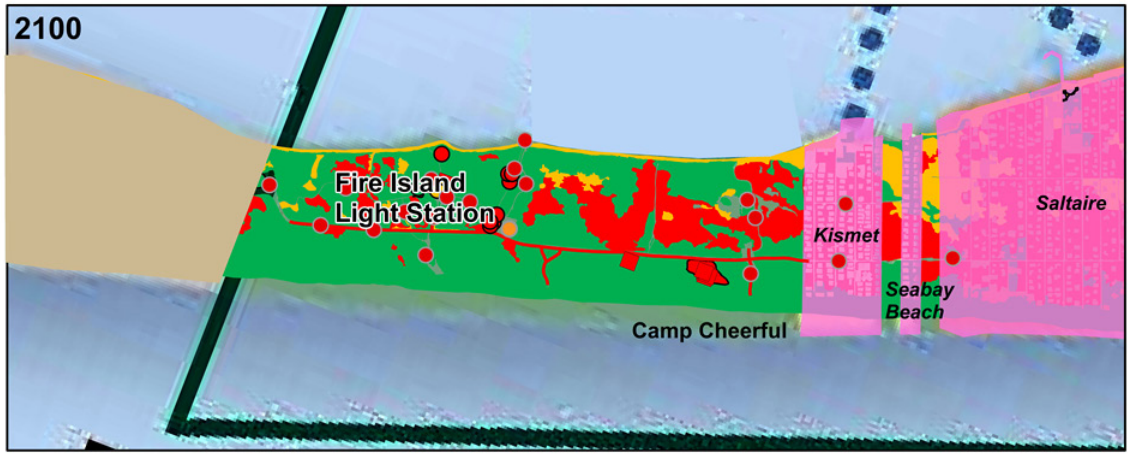 2100
Fire Island
Light Station
Saltaire
Kismet
Seabay
Beach
Camp Cheerful